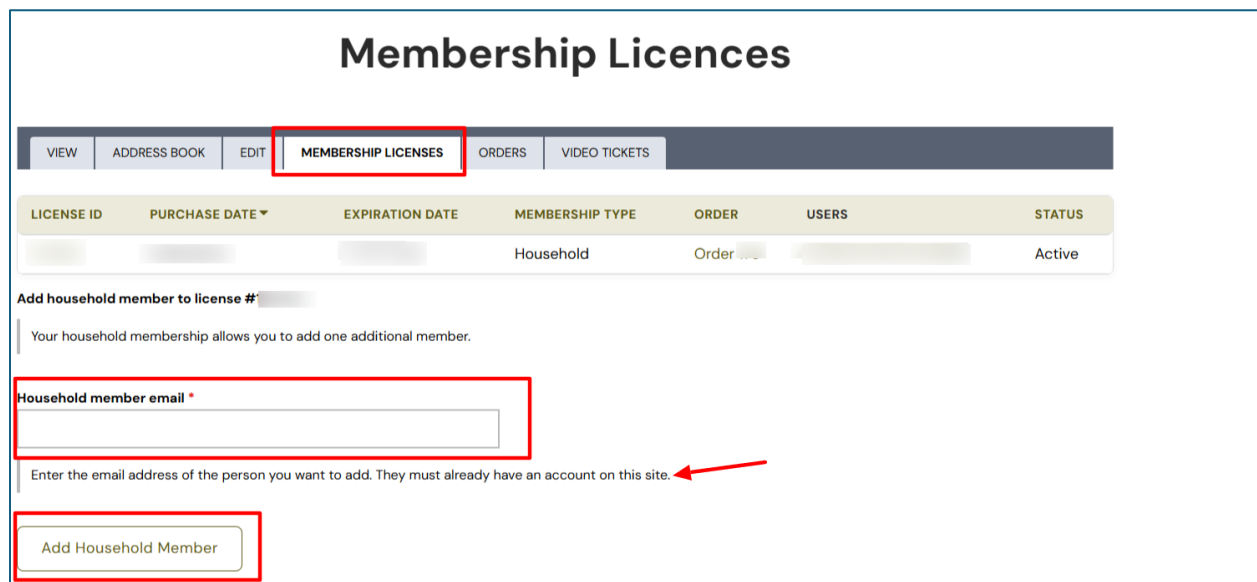 Membership Licences
VIEW ADDRESS BOOK EDIT MEMBERSHIP LICENSES ORDERS VIDEO TICKETS
LICENSE ID PURCHASE DATE EXPIRATION DATE MEMBERSHIP TYPE ORDER USERS STATUS
Household Order Active
Add household member to license #
Your household membership allows you to add one additional member.
Household member email *
Enter the email address of the person you want to add. They must already have an account on this site.
Add Household Member